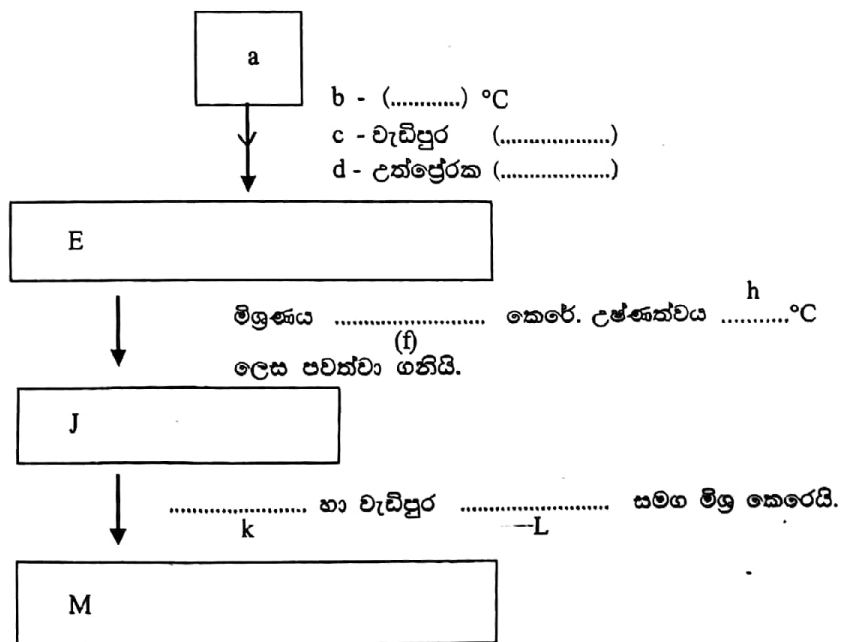 a
b - (............) °C
c - වැඩිපුර (...................)
d - උත්ප්‍රේරක (...................)
E
h
මිශ්‍රණය ............................ කෙරේ. උෂ්ණත්වය ...........°C
(f)
ලෙස පවත්වා ගනියි.
J
......................... හා වැඩිපුර ........................... සමග මිශ්‍ර කෙරෙයි.
k —L
M